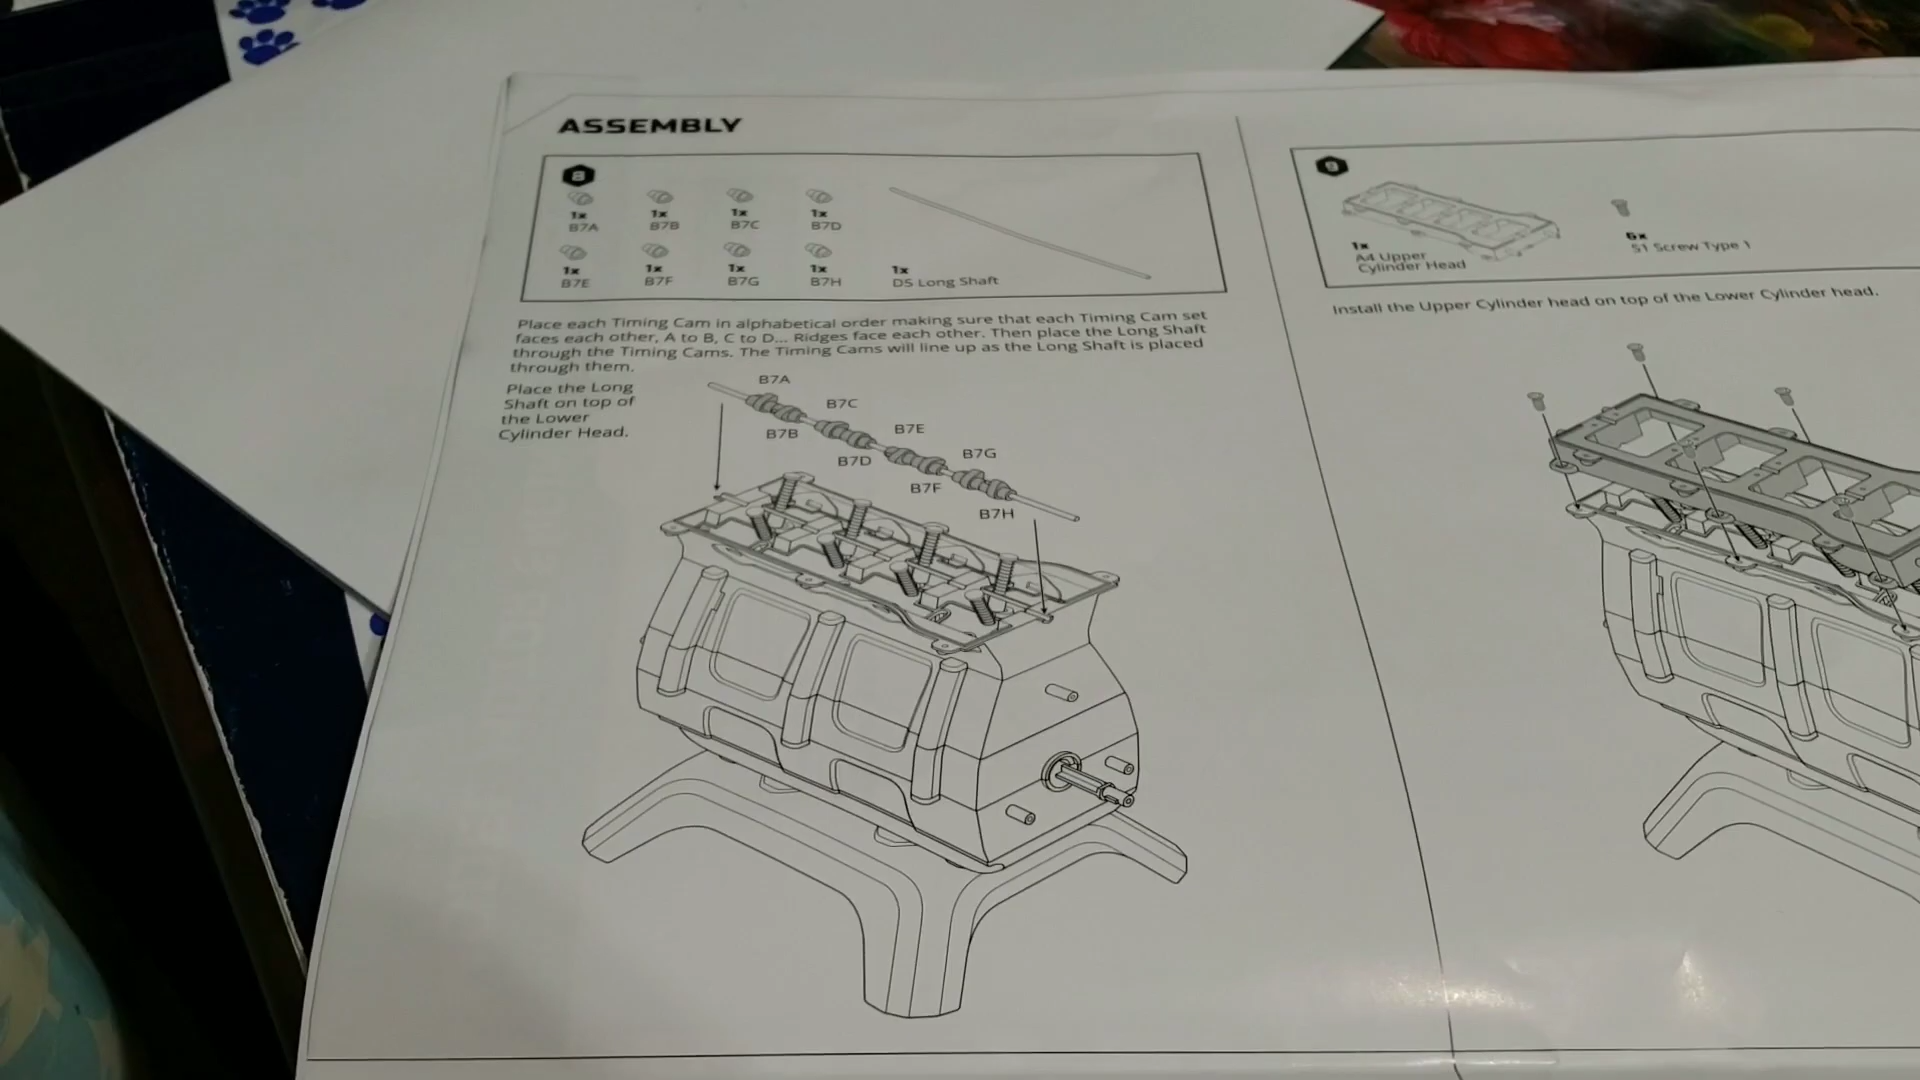 ASSEMBLY
8
1x
B7A
1x
B7B
1x
B7C
1x
B7D
1x
B7E
1x
B7F
1x
B7G
1x
B7H
1x
D5 Long Shaft
Place each Timing Cam in alphabetical order making sure that each Timing Cam set
faces each other, A to B, C to D... Ridges face each other. Then place the Long Shaft
through the Timing Cams. The Timing Cams will line up as the Long Shaft is placed
through them.
Place the Long
Shaft on top of
the Lower
Cylinder Head.
B7A
B7C
B7B
B7E
B7D
B7G
B7F
B7H
9
1x
A4 Upper
Cylinder Head
6x
S1 Screw Type 1
Install the Upper Cylinder head on top of the Lower Cylinder head.